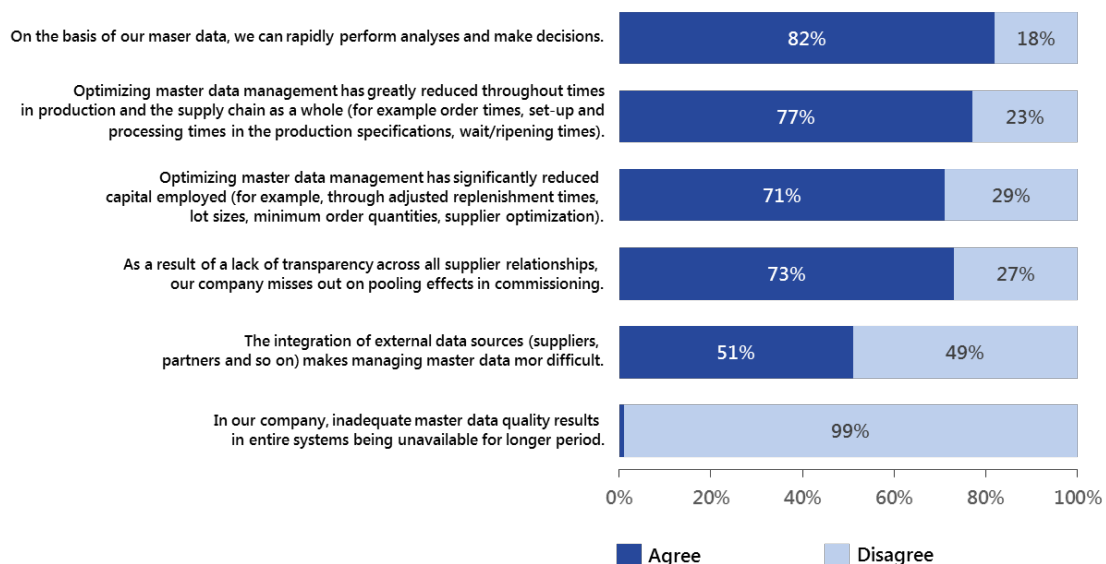 On the basis of our maser data, we can rapidly perform analyses and make decisions.
82%
18%
Optimizing master data management has greatly reduced throughout times
in production and the supply chain as a whole (for example order times, set-up and
processing times in the production specifications, wait/ripening times).
77%
23%
Optimizing master data management has significantly reduced
capital employed (for example, through adjusted replenishment times,
lot sizes, minimum order quantities, supplier optimization).
71%
29%
As a result of a lack of transparency across all supplier relationships,
our company misses out on pooling effects in commissioning.
73%
27%
The integration of external data sources (suppliers,
partners and so on) makes managing master data mor difficult.
51%
49%
In our company, inadequate master data quality results
in entire systems being unavailable for longer period.
99%
0% 20% 40% 60% 80% 100%
Agree Disagree